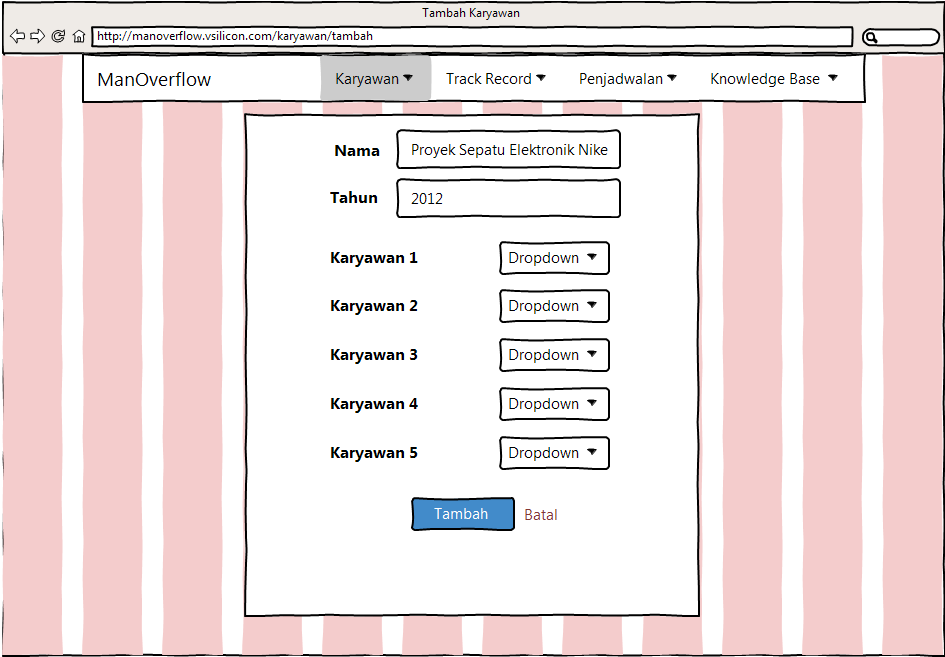 Tambah Karyawan
http://manoverflow.vsilicon.com/karyawan/tambah
ManOverflow Karyawan Track Record Penjadwalan Knowledge Base
Nama Proyek Sepatu Elektronik Nike
Tahun 2012
Karyawan 1 Dropdown
Karyawan 2 Dropdown
Karyawan 3 Dropdown
Karyawan 4 Dropdown
Karyawan 5 Dropdown
Tambah Batal